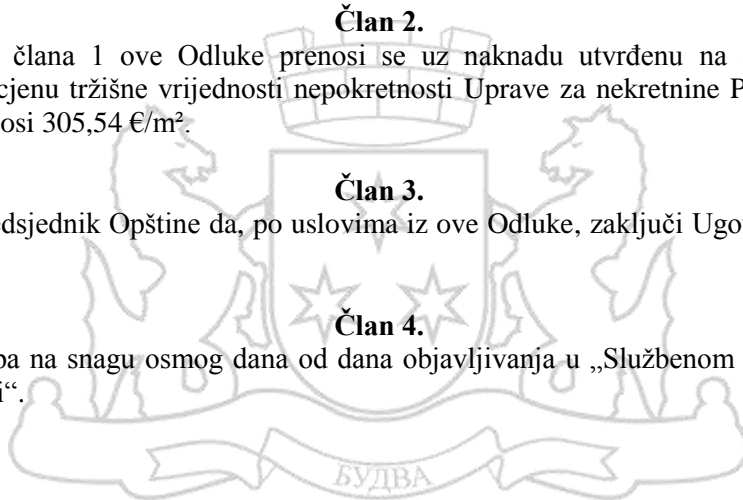 Član 2.
člana 1 ove Odluke prenosi se uz naknadu utvrđenu na
cjenu tržišne vrijednosti nepokretnosti Uprave za nekretnine P
osi 305,54 €/m².
Član 3.
edsjednik Opštine da, po uslovima iz ove Odluke, zaključi Ugo
Član 4.
pa na snagu osmog dana od dana objavljivanja u „Službenom
i“.
БУДВА